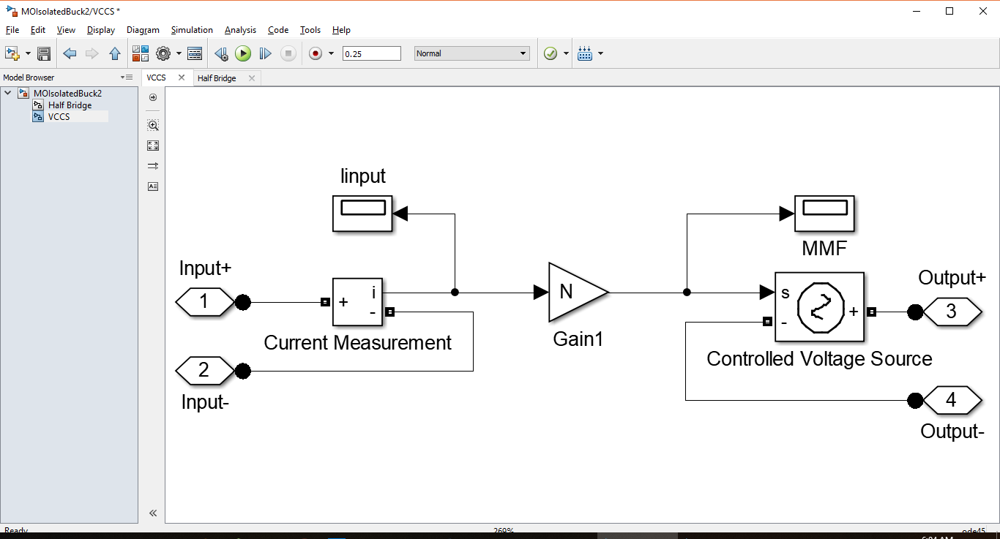 MOIsolatedBuck2/VCCS *
File Edit View Display Diagram Simulation Analysis Code Tools Help
0.25 Normal
Model Browser
VCCS Half Bridge
MOIsolatedBuck2
Half Bridge
VCCS
Iinput
MMF
Input+
1
+ i
-
Current Measurement
2
Input-
N
Gain1
s
-
+
Controlled Voltage Source
Output+
3
4
Output-
Ready 269% ode45